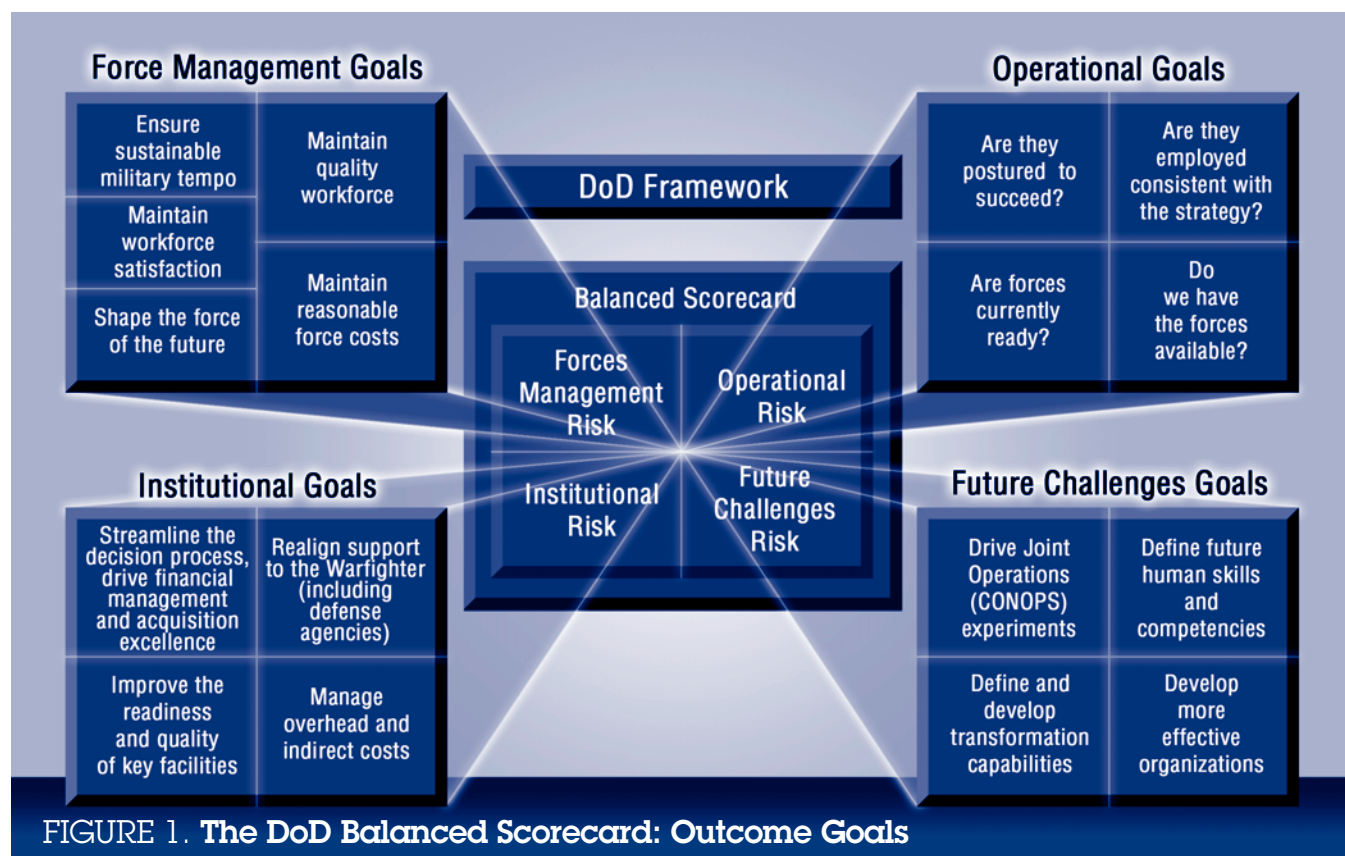 Force Management Goals
Ensure
sustainable
military tempo
Maintain
workforce
satisfaction
Shape the force
of the future
Maintain
quality
workforce
Maintain
reasonable
force costs
DoD Framework
Balanced Scorecard
Forces
Management
Risk
Operational
Risk
Institutional
Risk
Future
Challenges
Risk
Operational Goals
Are they
postured to
succeed?
Are they
employed
consistent with
the strategy?
Are forces
currently
ready?
Do
we have
the forces
available?
Institutional Goals
Streamline the
decision process,
drive financial
management
and acquisition
excellence
Realign support
to the Warfighter
(including
defense
agencies)
Improve the
readiness
and quality
of key facilities
Manage
overhead and
indirect costs
Future Challenges Goals
Drive Joint
Operations
(CONOPS)
experiments
Define future
human skills
and
competencies
Define and
develop
transformation
capabilities
Develop
more
effective
organizations
FIGURE 1. The DoD Balanced Scorecard: Outcome Goals